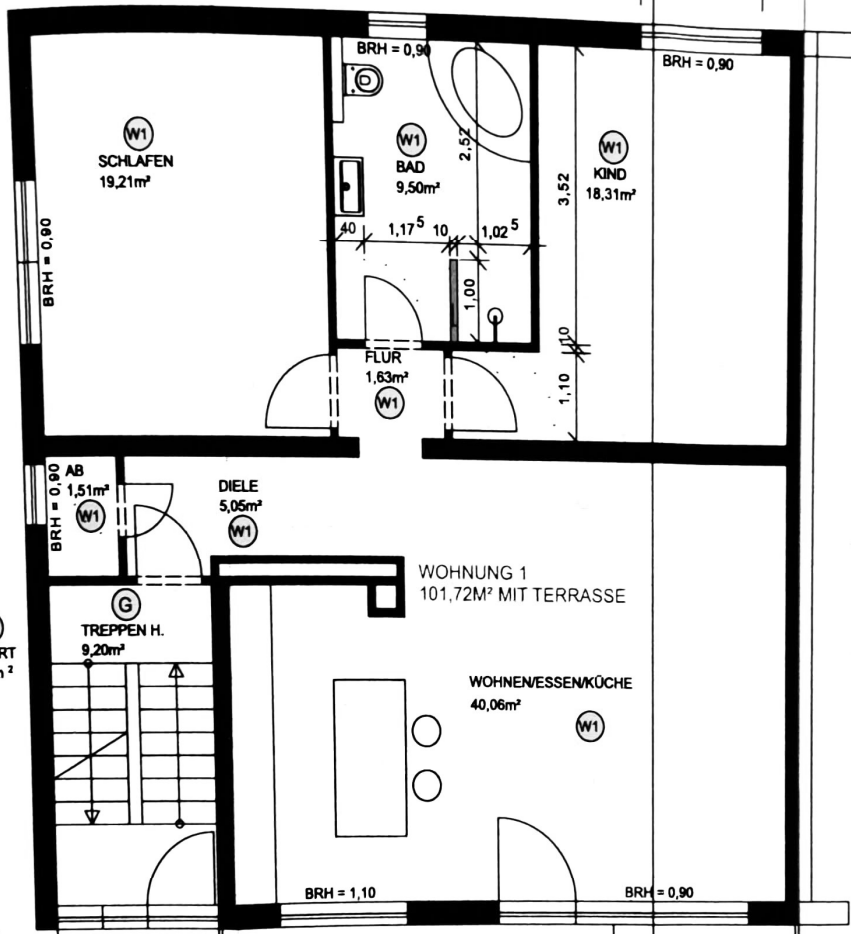 BRH = 0,90
BRH = 0,90
W1
SCHLAFEN
19,21m²
W1
BAD
9,50m²
2,52
W1
KIND
18,31m²
3,52
BRH = 0,90
40
1,17⁵
10
1,02⁵
1,00
10
1,10
FLUR
1,63m²
W1
BRH = 0,90
AB
1,51m²
W1
DIELE
5,05m²
W1
WOHNUNG 1
101,72M² MIT TERRASSE
G
TREPPEN H.
9,20m²
RT
²
WOHNEN/ESSEN/KÜCHE
40,06m²
W1
BRH = 1,10
BRH = 0,90